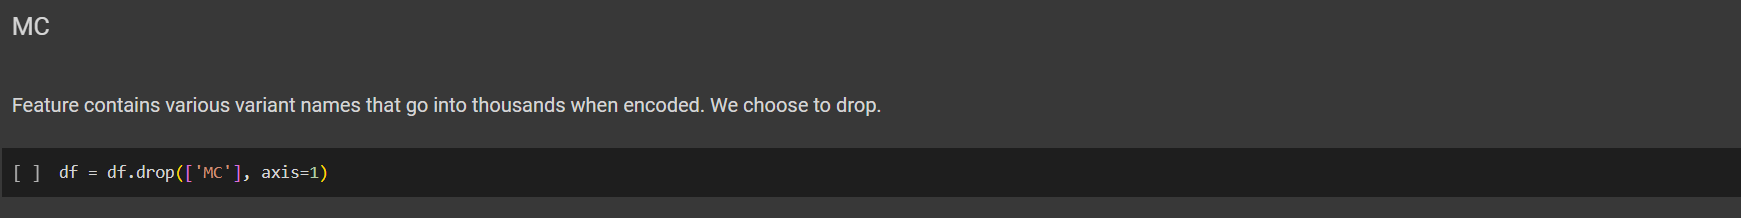 MC
Feature contains various variant names that go into thousands when encoded. We choose to drop.
[ ] df = df.drop(['MC'], axis=1)